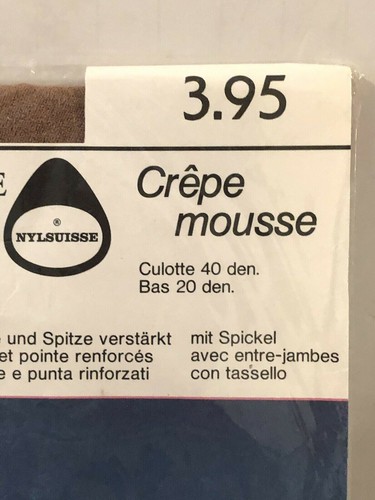 3.95
E
®
NYLSUISSE
Crêpe
mousse
Culotte 40 den.
Bas 20 den.
e und Spitze verstärkt
et pointe renforcés
e e punta rinforzati
mit Spickel
avec entre-jambes
con tassello